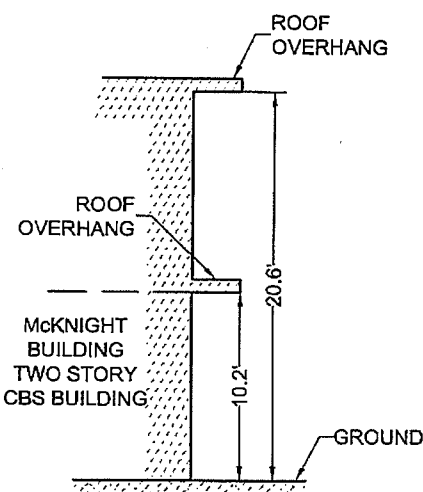 ROOF
OVERHANG
ROOF
OVERHANG
20.6'
McKNIGHT
BUILDING
TWO STORY
CBS BUILDING
10.2'
GROUND